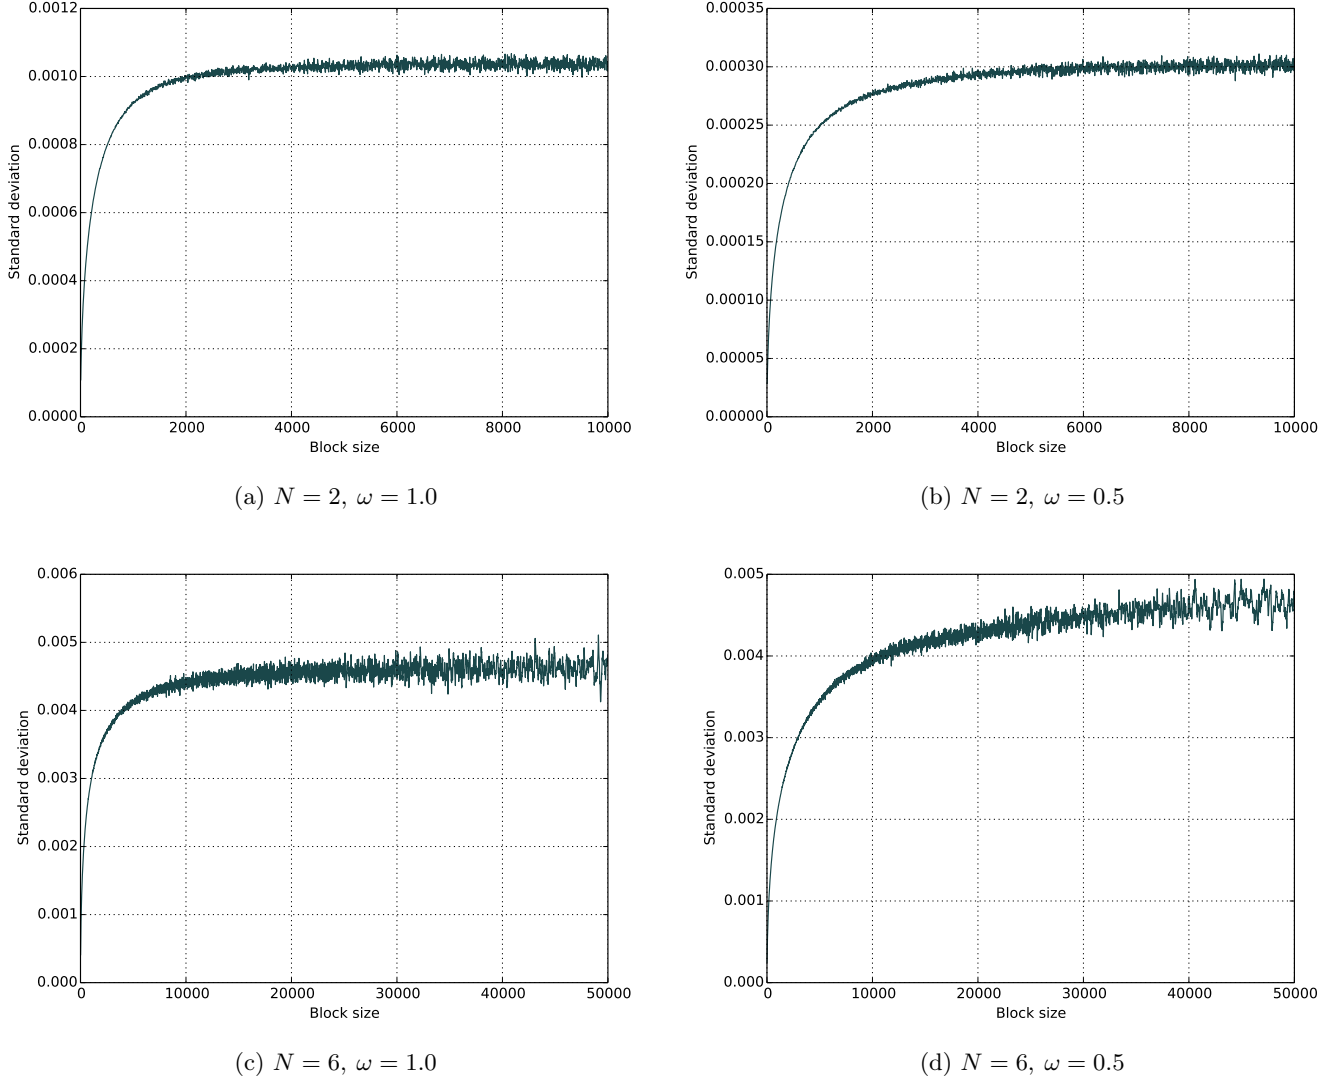 0.0012
0.0010
0.0008
0.0006
0.0004
0.0002
0.0000
Standard deviation
0 2000 4000 6000 8000 10000
Block size
(a) N = 2, ω = 1.0
0.00035
0.00030
0.00025
0.00020
0.00015
0.00010
0.00005
0.00000
Standard deviation
0 2000 4000 6000 8000 10000
Block size
(b) N = 2, ω = 0.5
0.006
0.005
0.004
0.003
0.002
0.001
0.000
Standard deviation
0 10000 20000 30000 40000 50000
Block size
(c) N = 6, ω = 1.0
0.005
0.004
0.003
0.002
0.001
0.000
Standard deviation
0 10000 20000 30000 40000 50000
Block size
(d) N = 6, ω = 0.5